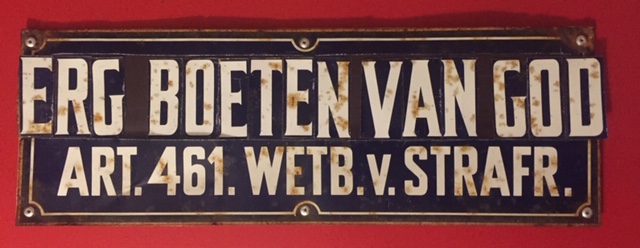 ERG BOETEN VAN GOD
ART. 461. WETB. v. STRAFR.